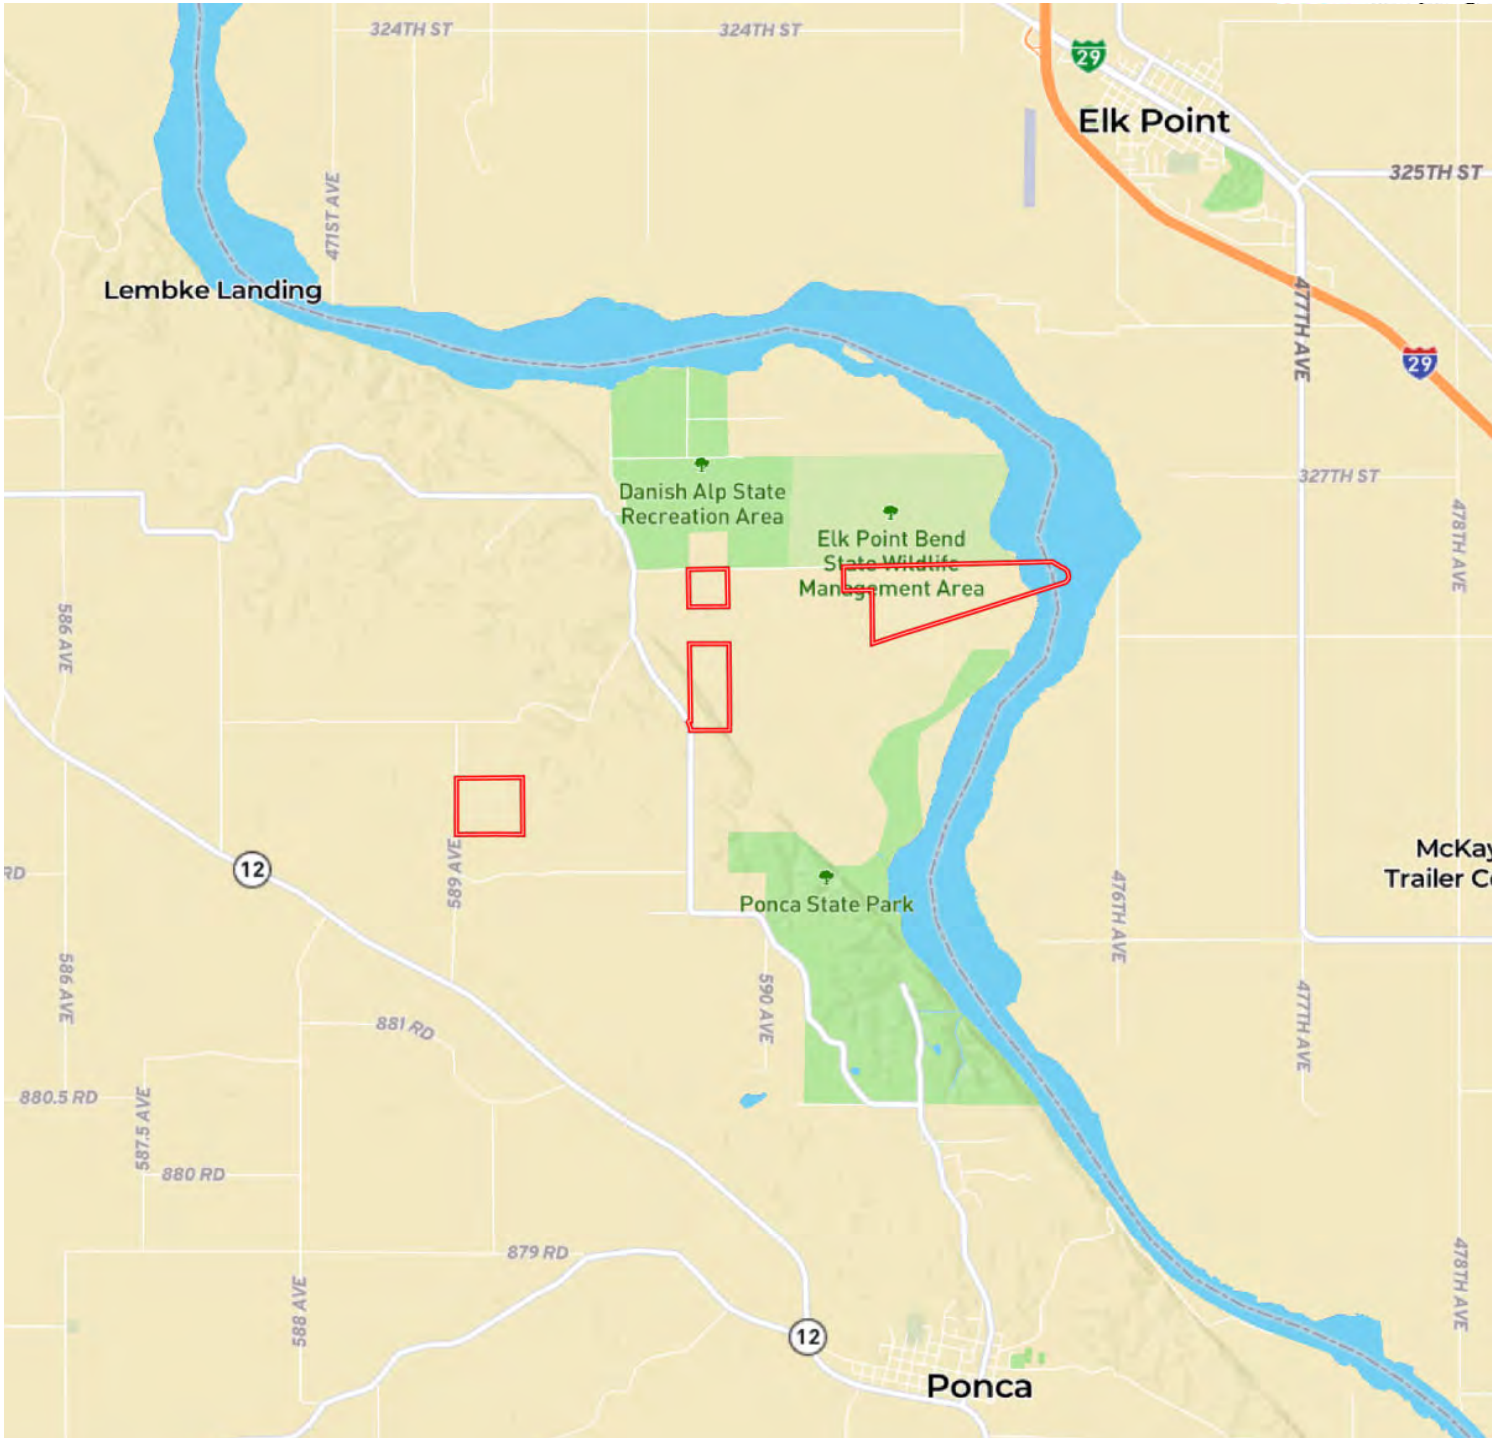 324TH ST
324TH ST
29
Elk Point
325TH ST
471ST AVE
Lembke Landing
477TH AVE
29
327TH ST
Danish Alp State
Recreation Area
Elk Point Bend
State Wildlife
Management Area
478TH AVE
586 AVE
12
589 AVE
RD
McKay
Trailer Co
476TH AVE
Ponca State Park
586 AVE
590 AVE
477TH AVE
881 RD
880.5 RD
587.5 AVE
880 RD
879 RD
588 AVE
478TH AVE
12
Ponca